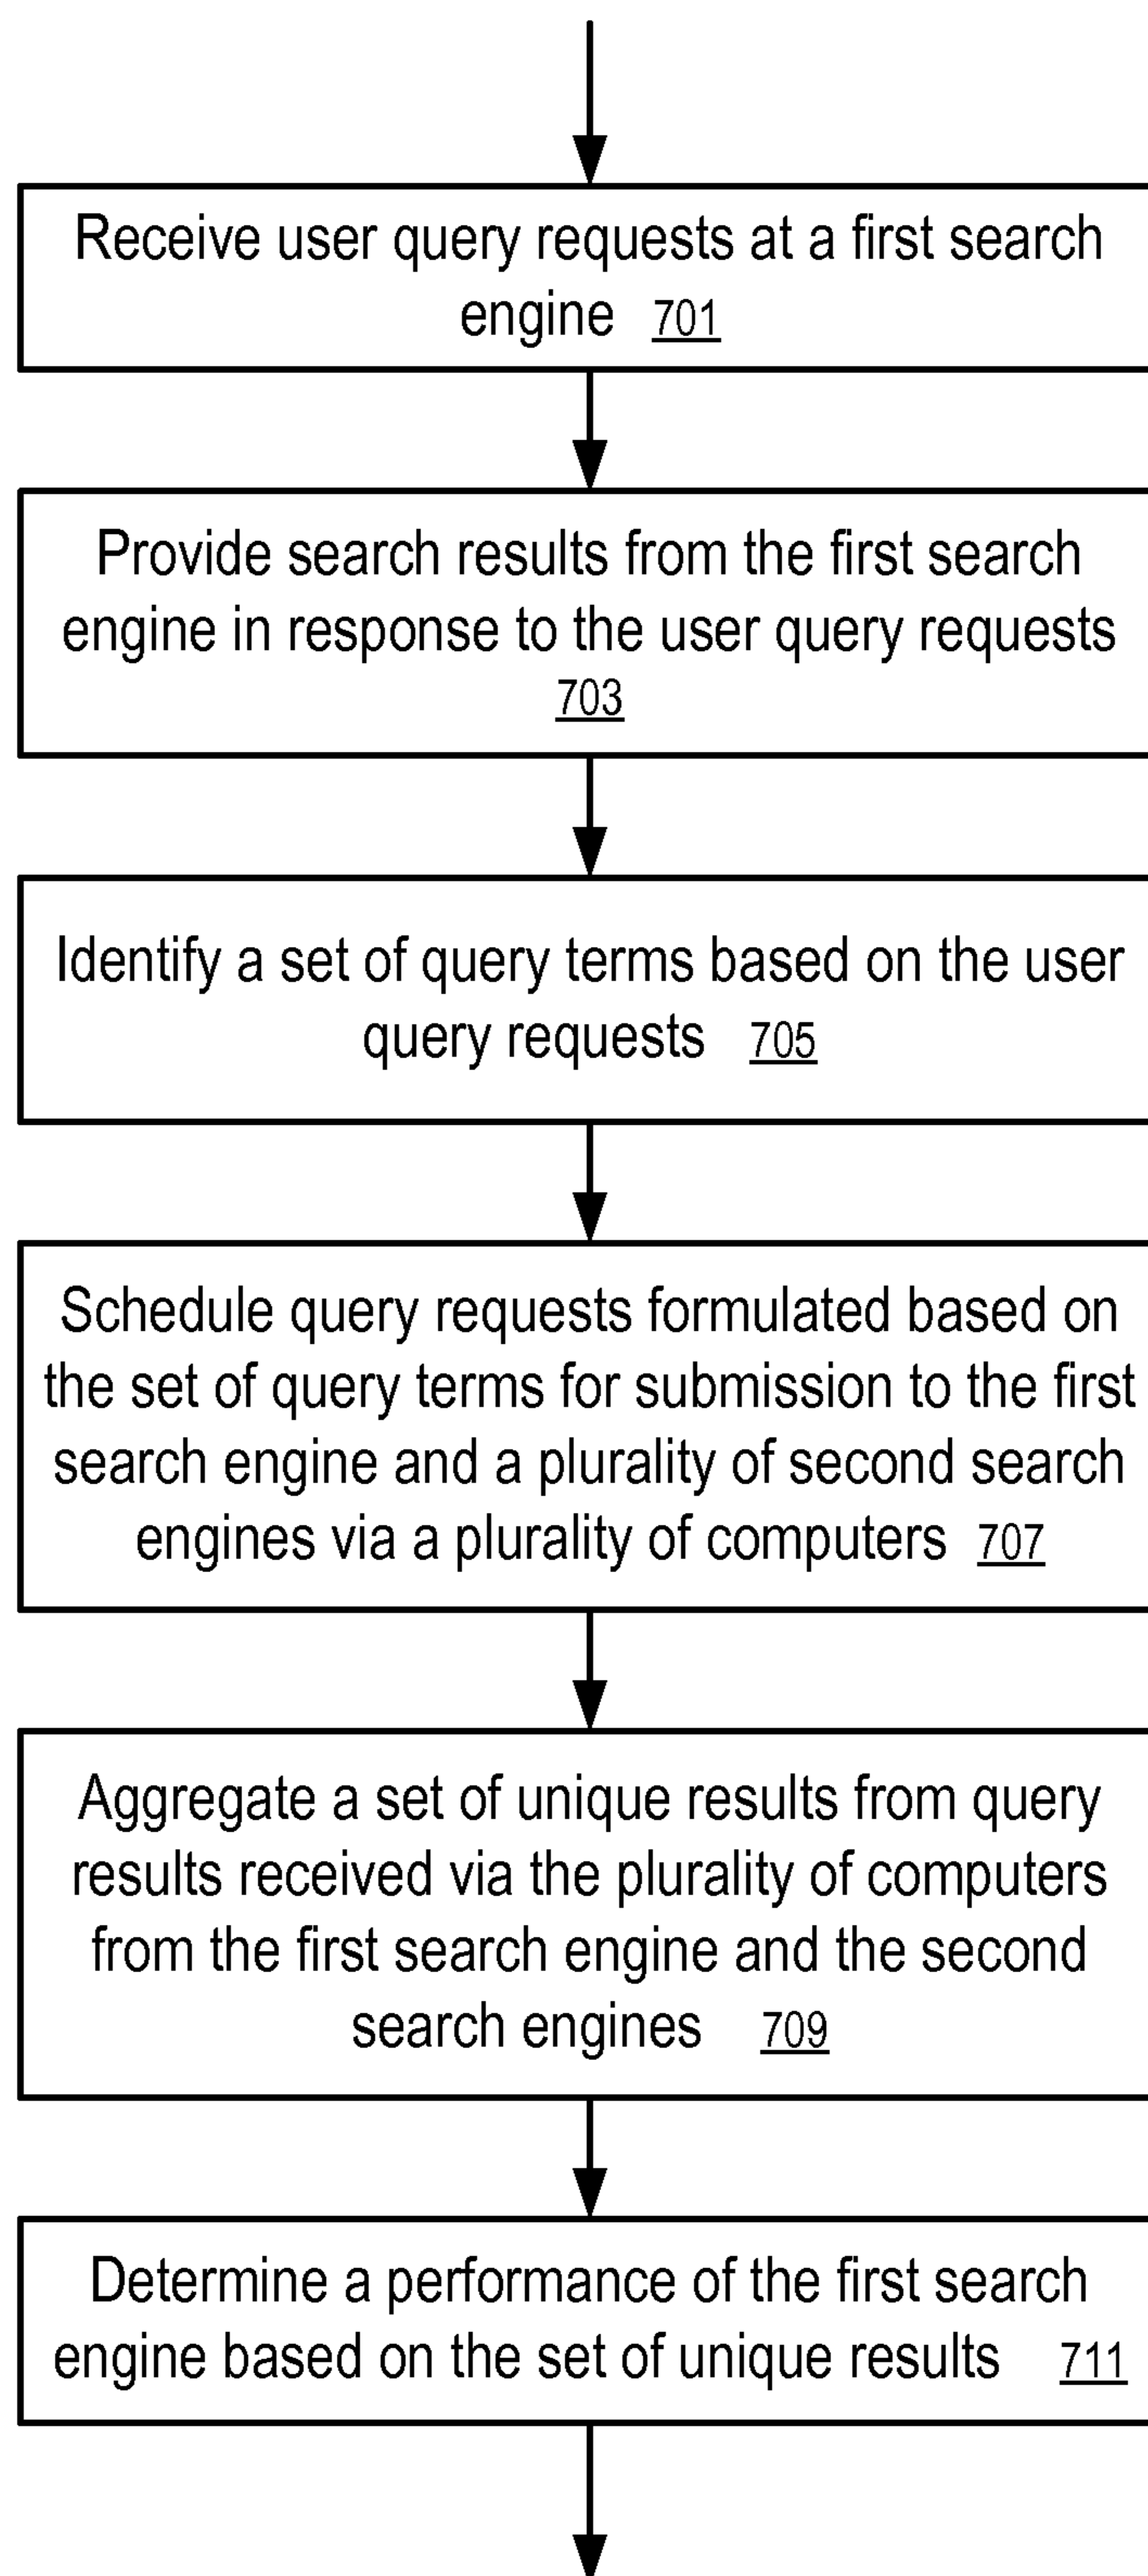 Receive user query requests at a first search
engine 701
Provide search results from the first search
engine in response to the user query requests
703
Identify a set of query terms based on the user
query requests 705
Schedule query requests formulated based on
the set of query terms for submission to the first
search engine and a plurality of second search
engines via a plurality of computers 707
Aggregate a set of unique results from query
results received via the plurality of computers
from the first search engine and the second
search engines 709
Determine a performance of the first search
engine based on the set of unique results 711